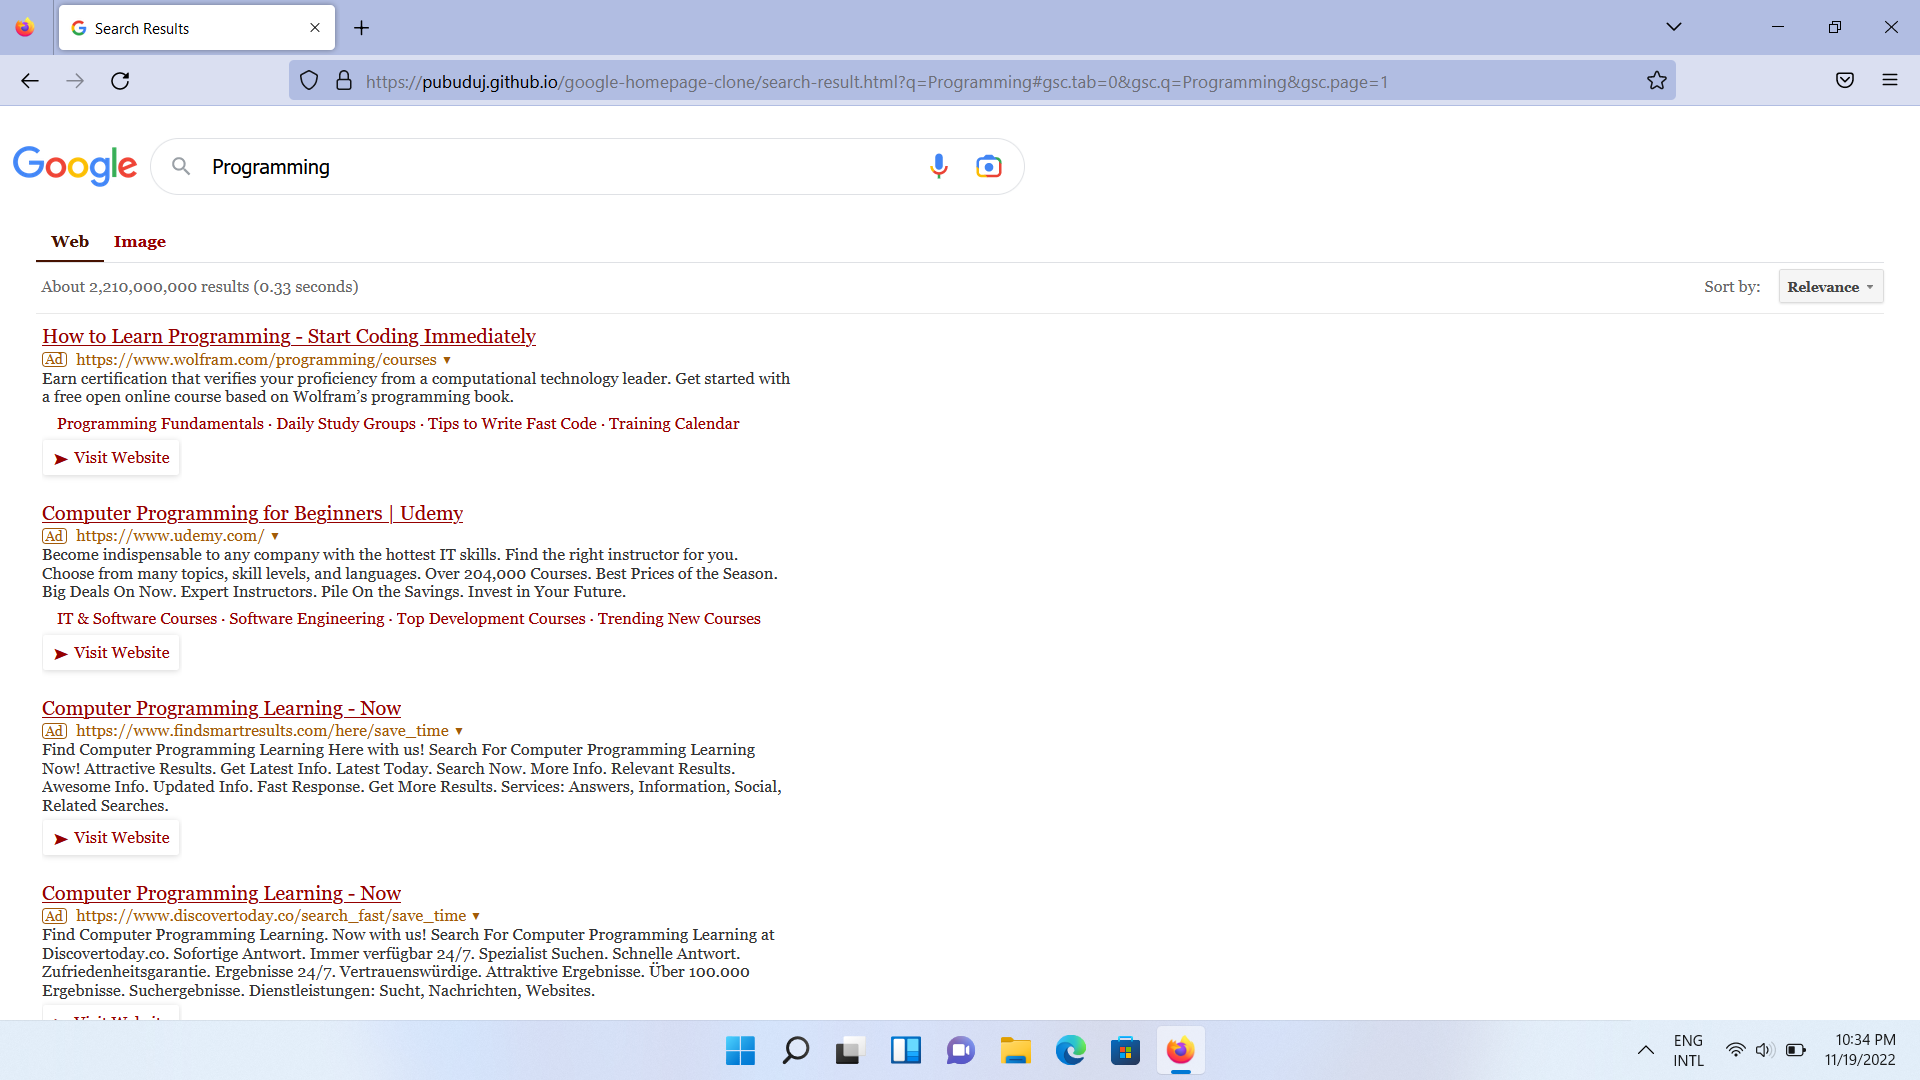 Search Results
https://pubuduj.github.io/google-homepage-clone/search-result.html?q=Programming#gsc.tab=0&gsc.q=Programming&gsc.page=1
Google
Programming
Web Image
About 2,210,000,000 results (0.33 seconds)
Sort by:
Relevance
How to Learn Programming - Start Coding Immediately
Ad https://www.wolfram.com/programming/courses
Earn certification that verifies your proficiency from a computational technology leader. Get started with
a free open online course based on Wolfram’s programming book.
Programming Fundamentals · Daily Study Groups · Tips to Write Fast Code · Training Calendar
Visit Website
Computer Programming for Beginners | Udemy
Ad https://www.udemy.com/
Become indispensable to any company with the hottest IT skills. Find the right instructor for you.
Choose from many topics, skill levels, and languages. Over 204,000 Courses. Best Prices of the Season.
Big Deals On Now. Expert Instructors. Pile On the Savings. Invest in Your Future.
IT & Software Courses · Software Engineering · Top Development Courses · Trending New Courses
Visit Website
Computer Programming Learning - Now
Ad https://www.findsmartresults.com/here/save_time
Find Computer Programming Learning Here with us! Search For Computer Programming Learning
Now! Attractive Results. Get Latest Info. Latest Today. Search Now. More Info. Relevant Results.
Awesome Info. Updated Info. Fast Response. Get More Results. Services: Answers, Information, Social,
Related Searches.
Visit Website
Computer Programming Learning - Now
Ad https://www.discovertoday.co/search_fast/save_time
Find Computer Programming Learning. Now with us! Search For Computer Programming Learning at
Discovertoday.co. Sofortige Antwort. Immer verfügbar 24/7. Spezialist Suchen. Schnelle Antwort.
Zufriedenheitsgarantie. Ergebnisse 24/7. Vertrauenswürdige. Attraktive Ergebnisse. Über 100.000
Ergebnisse. Suchergebnisse. Dienstleistungen: Sucht, Nachrichten, Websites.
Visit Website
ENG
INTL
10:34 PM
11/19/2022